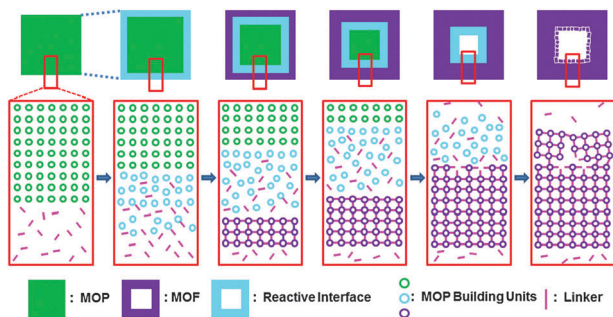 : MOP : MOF : Reactive Interface : MOP Building Units : Linker